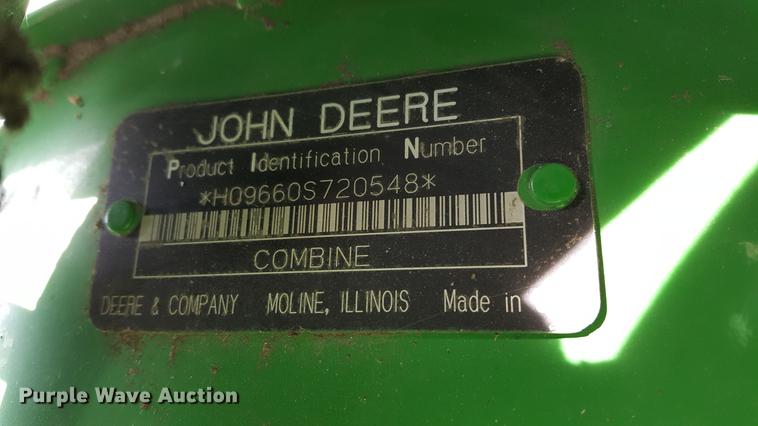 JOHN DEERE
Product Identification Number
*H09660S720548*
COMBINE
DEERE & COMPANY MOLINE, ILLINOIS Made in
Purple Wave Auction